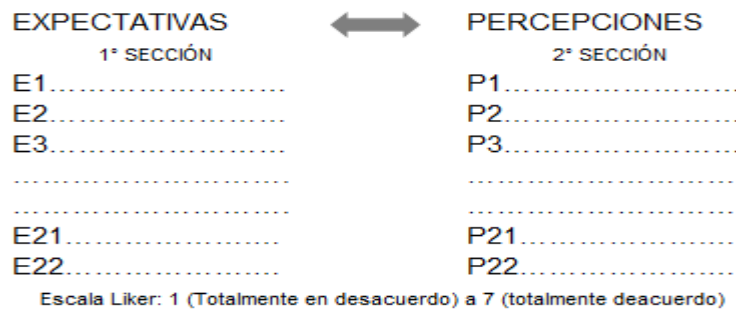 EXPECTATIVAS PERCEPCIONES
1° SECCIÓN 2° SECCIÓN
E1........................ P1........................
E2........................ P2........................
E3........................ P3........................
............................ ............................
............................ ............................
E21...................... P21......................
E22...................... P22......................
Escala Liker: 1 (Totalmente en desacuerdo) a 7 (totalmente deacuerdo)